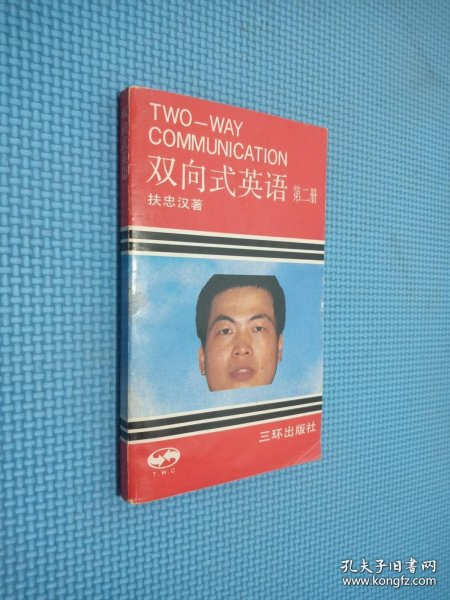 TWO—WAY
COMMUNICATION
双向式英语 第二册
扶忠汉著
三环出版社
T.W.C
孔夫子旧书网
www.kongfz.com